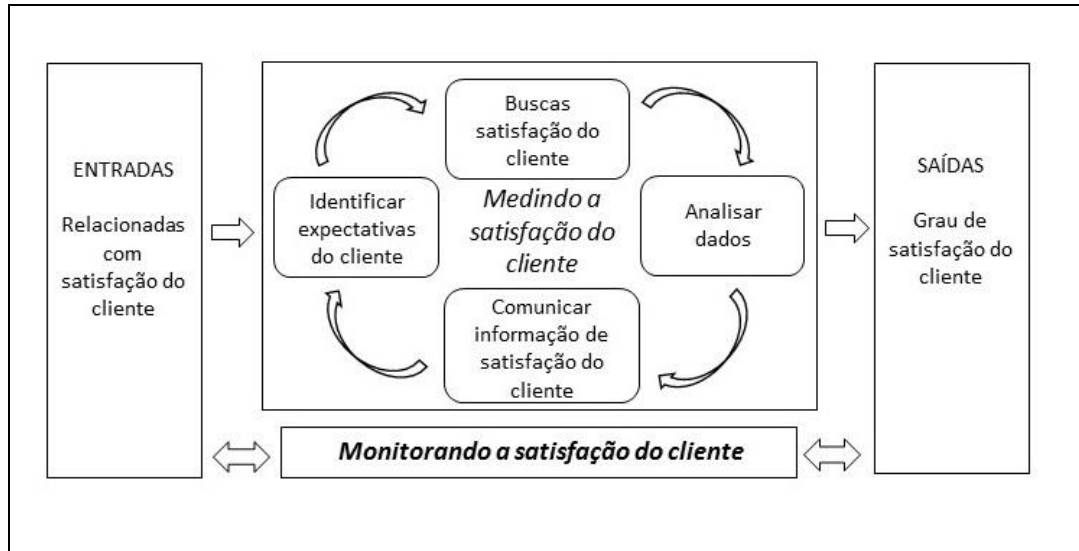 ENTRADAS
Relacionadas
com
satisfação do
cliente
Buscas
satisfação do
cliente
Identificar
expectativas
do cliente
Medindo a
satisfação do
cliente
Analisar
dados
Comunicar
informação de
satisfação do
cliente
Monitorando a satisfação do cliente
SAÍDAS
Grau de
satisfação do
cliente